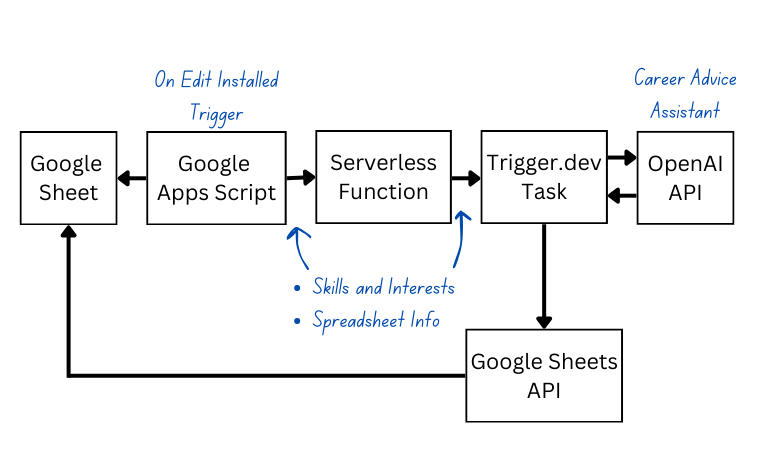 On Edit Installed
Trigger
Career Advice
Assistant
Google
Sheet
Google
Apps Script
Serverless
Function
Trigger.dev
Task
OpenAI
API
• Skills and Interests
• Spreadsheet Info
Google Sheets
API